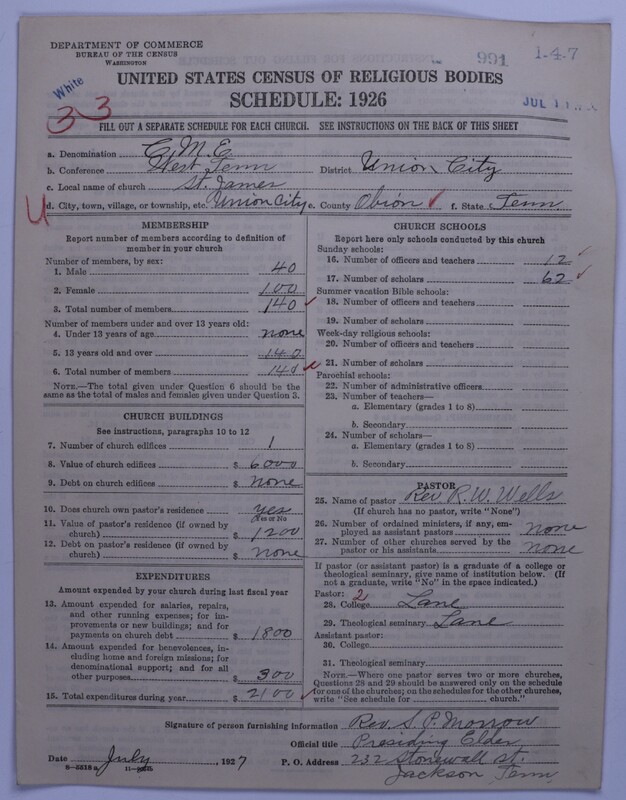 DEPARTMENT OF COMMERCE
BUREAU OF THE CENSUS
WASHINGTON
991
1-4-7
White
UNITED STATES CENSUS OF RELIGIOUS BODIES
SCHEDULE: 1926
JUL
33
FILL OUT A SEPARATE SCHEDULE FOR EACH CHURCH. SEE INSTRUCTIONS ON THE BACK OF THIS SHEET
a. Denomination C. M. E.
b. Conference West Tenn District Union City
c. Local name of church St. James
U
d. City, town, village, or township, etc. Union City e. County Obion f. State Tenn
MEMBERSHIP
Report number of members according to definition of
member in your church
Number of members, by sex:
1. Male 40
2. Female 100
3. Total number of members 140
Number of members under and over 13 years old:
4. Under 13 years of age none
5. 13 years old and over 140
6. Total number of members 140
NOTE.—The total given under Question 6 should be the
same as the total of males and females given under Question 3.
CHURCH BUILDINGS
See instructions, paragraphs 10 to 12
7. Number of church edifices 1
8. Value of church edifices $ 6000
9. Debt on church edifices $ none
10. Does church own pastor's residence yes
Yes or No
11. Value of pastor's residence (if owned by
church) $ 1200
12. Debt on pastor's residence (if owned by
church) $ none
EXPENDITURES
Amount expended by your church during last fiscal year
13. Amount expended for salaries, repairs,
and other running expenses; for im-
provements or new buildings; and for
payments on church debt $ 1800
14. Amount expended for benevolences, in-
cluding home and foreign missions; for
denominational support; and for all
other purposes $ 300
15. Total expenditures during year $ 2100
CHURCH SCHOOLS
Report here only schools conducted by this church
Sunday schools:
16. Number of officers and teachers 12
17. Number of scholars 62
Summer vacation Bible schools:
18. Number of officers and teachers
19. Number of scholars
Week-day religious schools:
20. Number of officers and teachers
21. Number of scholars
Parochial schools:
22. Number of administrative officers
23. Number of teachers—
a. Elementary (grades 1 to 8)
b. Secondary
24. Number of scholars—
a. Elementary (grades 1 to 8)
b. Secondary
PASTOR
25. Name of pastor Rev R. W. Wells
(If church has no pastor, write "None")
26. Number of ordained ministers, if any, em-
ployed as assistant pastors none
27. Number of other churches served by the
pastor or his assistants none
If pastor (or assistant pastor) is a graduate of a college or
theological seminary, give name of institution below. (If
not a graduate, write "No" in the space indicated.)
Pastor: 2
28. College Lane
29. Theological seminary Lane
Assistant pastor:
30. College
31. Theological seminary
NOTE.—Where one pastor serves two or more churches,
Questions 28 and 29 should be answered only on the schedule
for one of the churches; on the schedules for the other churches,
write "See schedule for church."
Signature of person furnishing information Rev. S. P. Morrow
Official title Presiding Elder
Date July, 1927 P. O. Address 232 Stonewall st.
Jackson Tenn